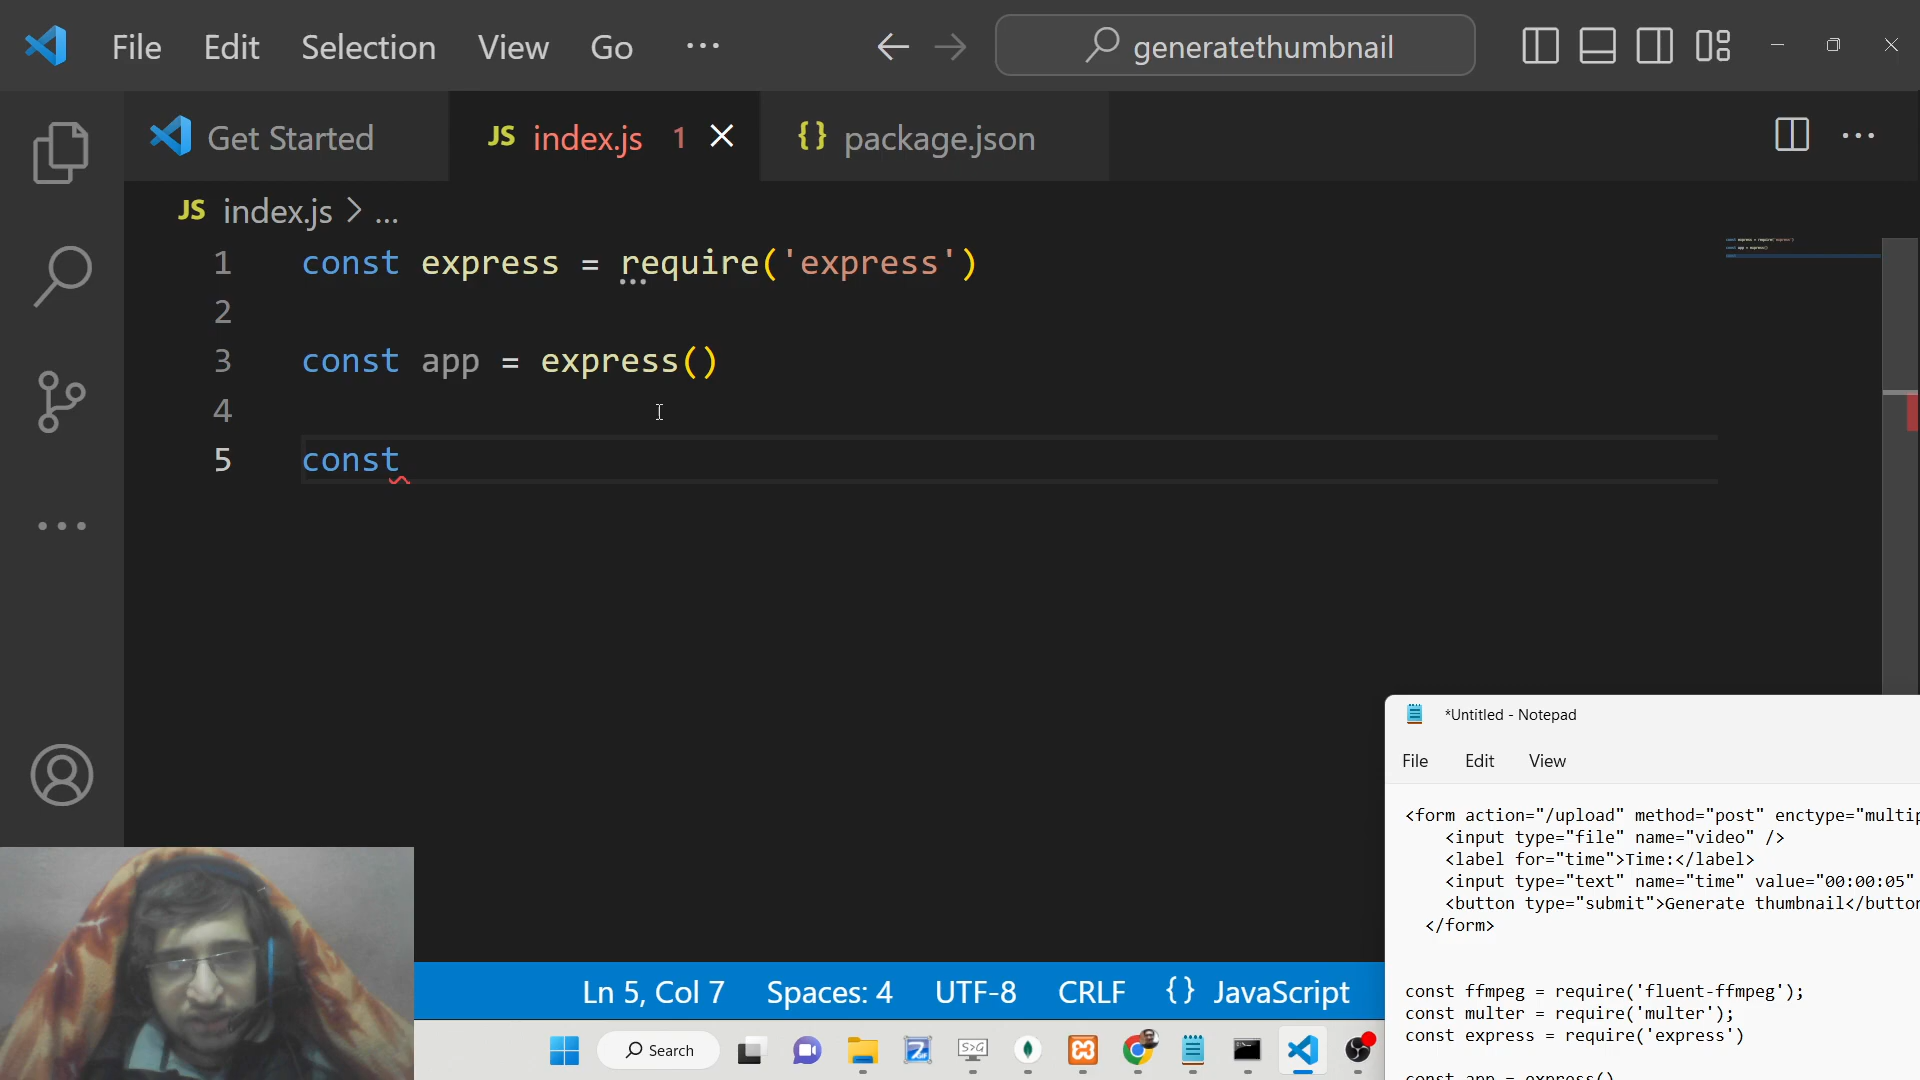 File Edit Selection View Go ... generatethumbnail
Get Started JS index.js 1 {} package.json
JS index.js > ...
1 const express = require('express')
2
3 const app = express()
4
5 const
*Untitled - Notepad
File Edit View
<form action="/upload" method="post" enctype="multip
<input type="file" name="video" />
<label for="time">Time:</label>
<input type="text" name="time" value="00:00:05"
<button type="submit">Generate thumbnail</button
</form>
const ffmpeg = require('fluent-ffmpeg');
const multer = require('multer');
const express = require('express')
const app = express()
Ln 5, Col 7 Spaces: 4 UTF-8 CRLF {} JavaScript
Search